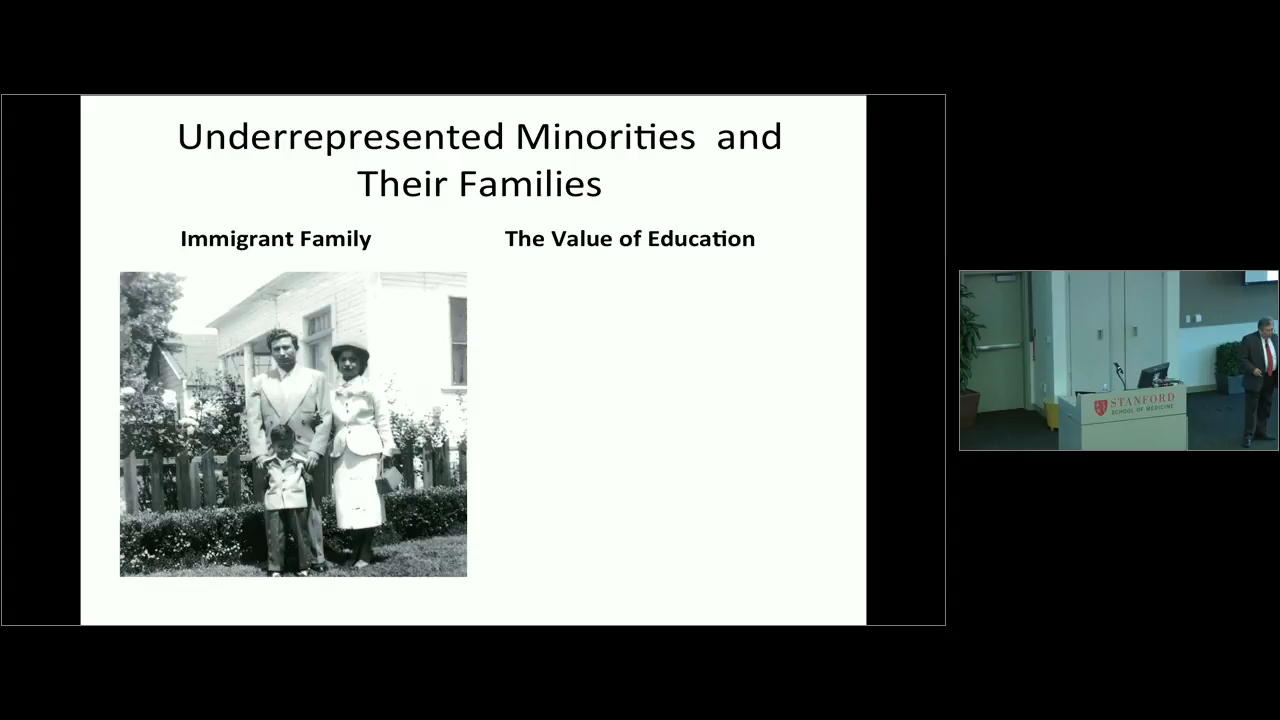 Underrepresented Minorities and
Their Families
Immigrant Family
The Value of Education
STANFORD
SCHOOL OF MEDICINE